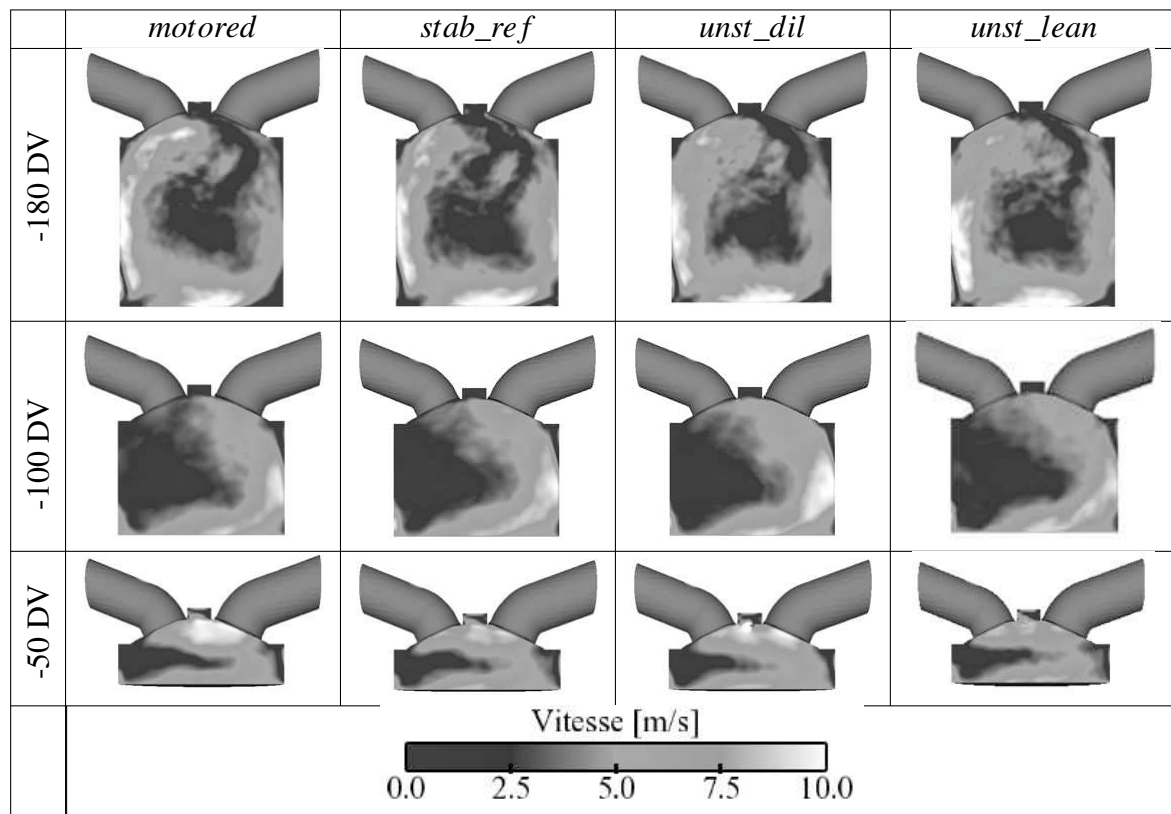 motored stab_ref unst_dil unst_lean
-180 DV
-100 DV
-50 DV
Vitesse [m/s]
0.0 2.5 5.0 7.5 10.0